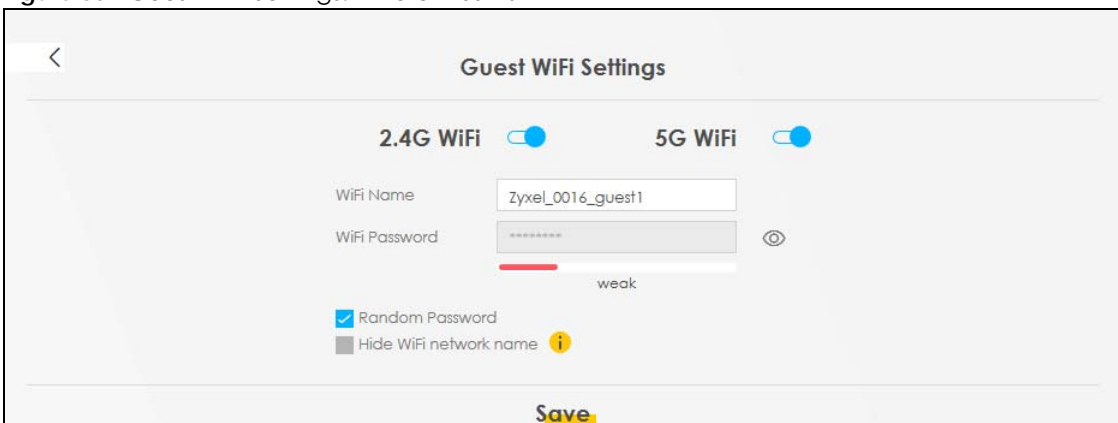 Guest WiFi Settings
2.4G WiFi 5G WiFi
WiFi Name Zyxel_0016_guest1
WiFi Password ********
weak
Random Password
Hide WiFi network name i
Save